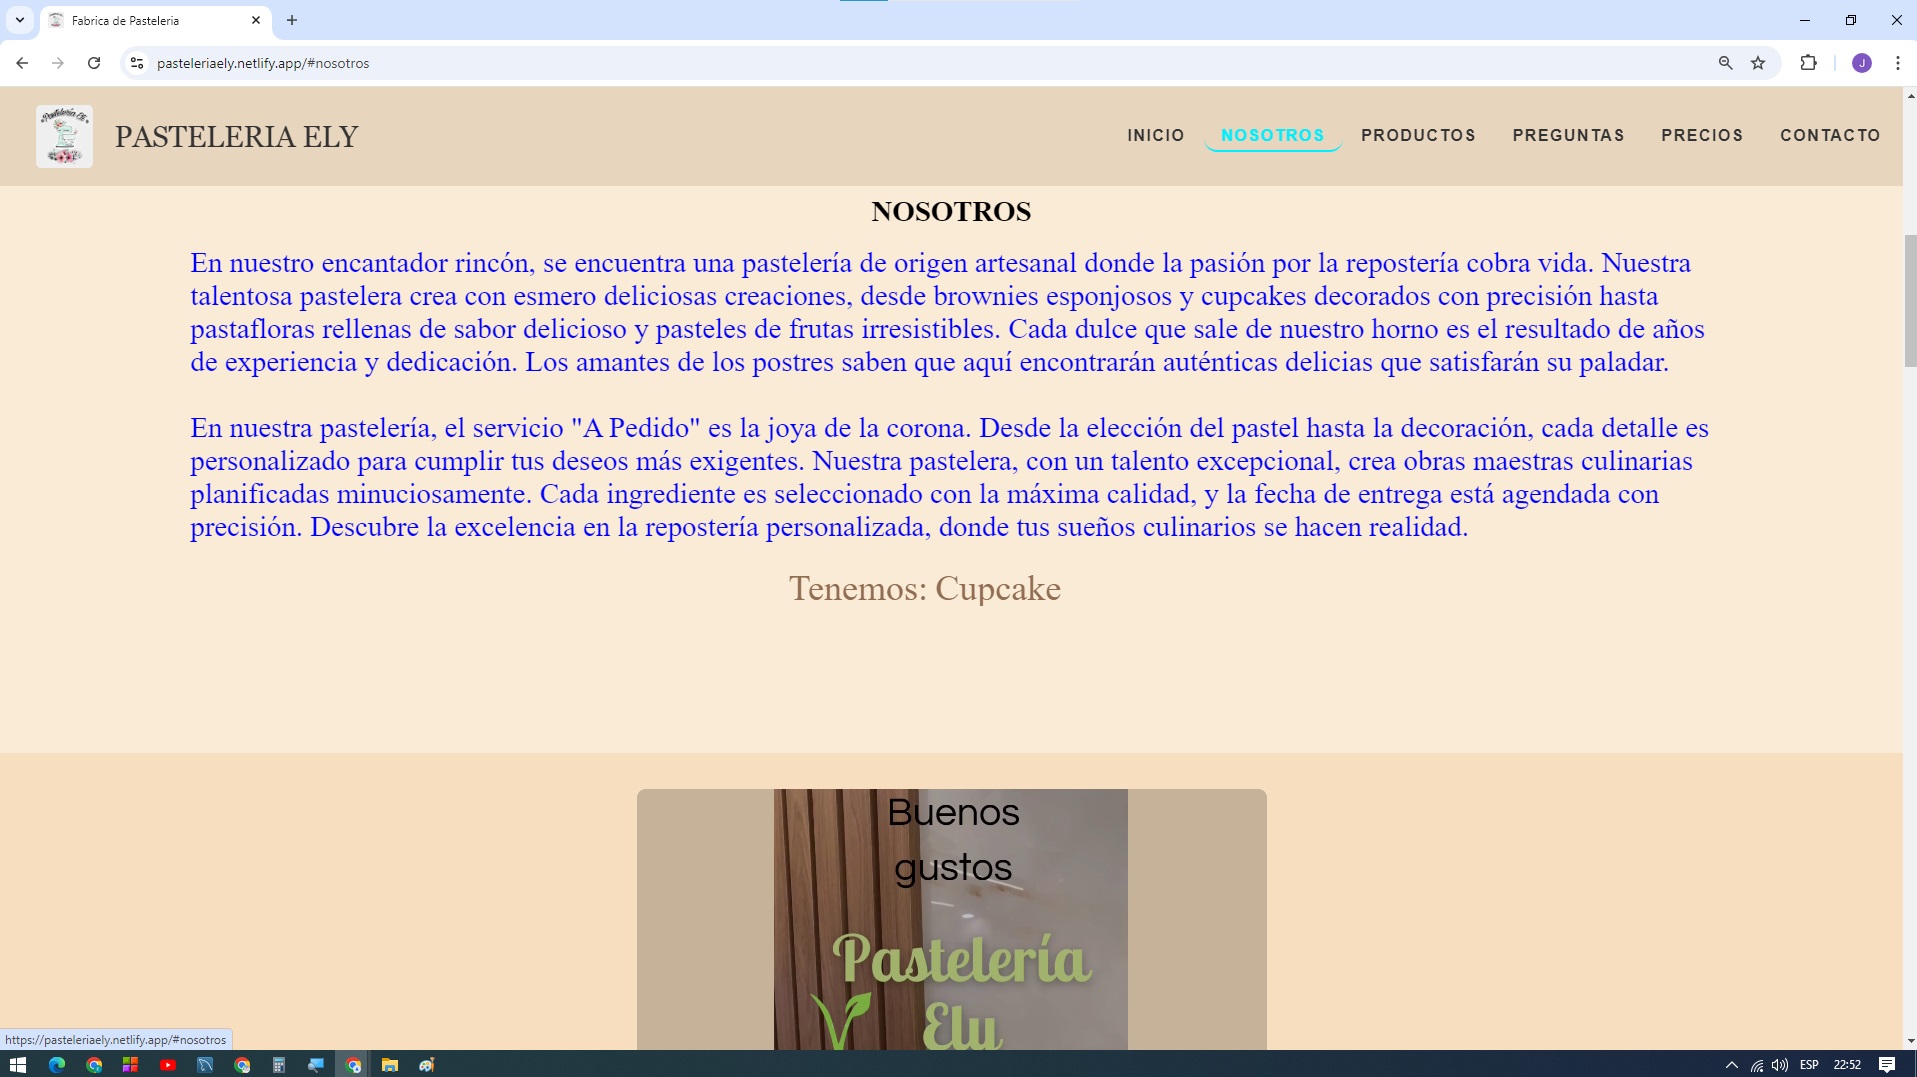 Fabrica de Pasteleria
pasteleriaely.netlify.app/#nosotros
J
Pastelería Ely
PASTELERIA ELY
INICIO NOSOTROS PRODUCTOS PREGUNTAS PRECIOS CONTACTO
NOSOTROS
En nuestro encantador rincón, se encuentra una pastelería de origen artesanal donde la pasión por la repostería cobra vida. Nuestra
talentosa pastelera crea con esmero deliciosas creaciones, desde brownies esponjosos y cupcakes decorados con precisión hasta
pastafloras rellenas de sabor delicioso y pasteles de frutas irresistibles. Cada dulce que sale de nuestro horno es el resultado de años
de experiencia y dedicación. Los amantes de los postres saben que aquí encontrarán auténticas delicias que satisfarán su paladar.
En nuestra pastelería, el servicio "A Pedido" es la joya de la corona. Desde la elección del pastel hasta la decoración, cada detalle es
personalizado para cumplir tus deseos más exigentes. Nuestra pastelera, con un talento excepcional, crea obras maestras culinarias
planificadas minuciosamente. Cada ingrediente es seleccionado con la máxima calidad, y la fecha de entrega está agendada con
precisión. Descubre la excelencia en la repostería personalizada, donde tus sueños culinarios se hacen realidad.
Tenemos: Cupcake
Buenos
gustos
Pastelería
Ely
https://pasteleriaely.netlify.app/#nosotros
ESP 22:52